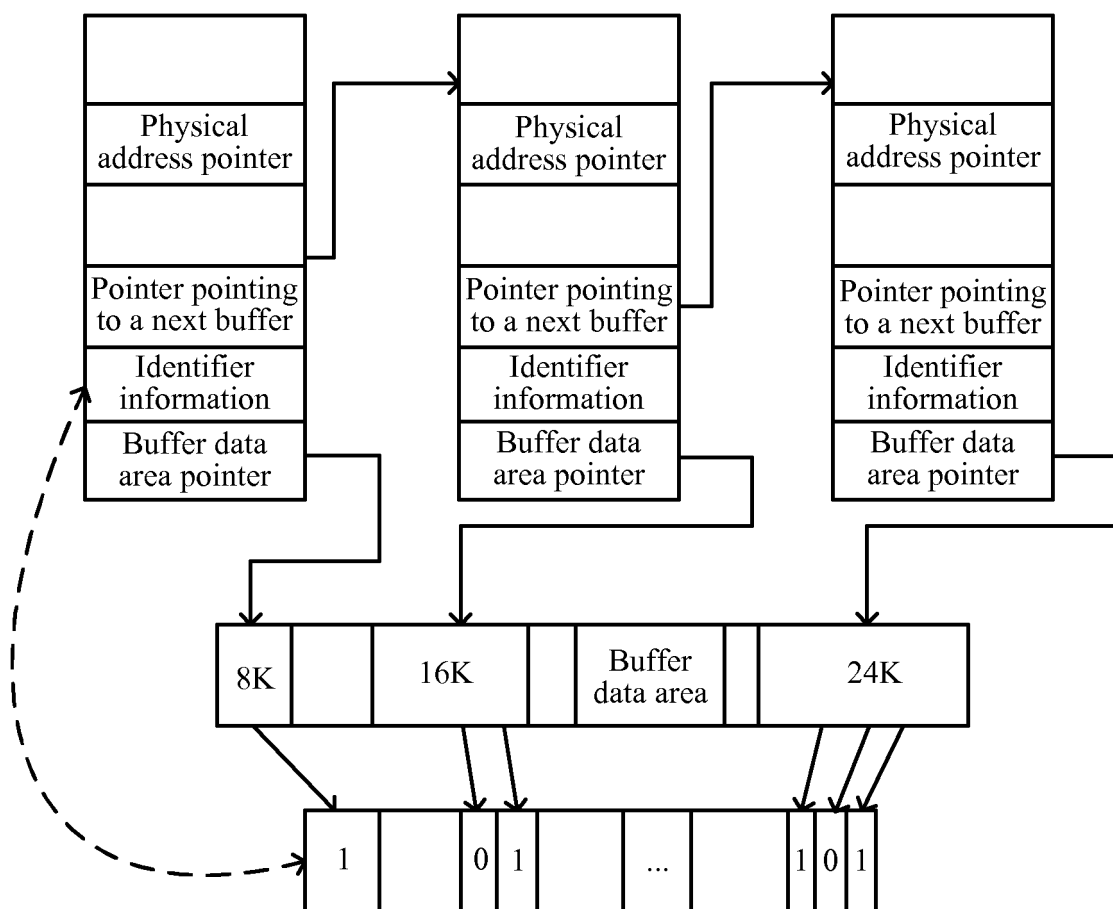 Physical
address pointer
Pointer pointing
to a next buffer
Identifier
information
Buffer data
area pointer
Physical
address pointer
Pointer pointing
to a next buffer
Identifier
information
Buffer data
area pointer
Physical
address pointer
Pointer pointing
to a next buffer
Identifier
information
Buffer data
area pointer
8K
16K
Buffer
data area
24K
1
0
1
...
1
0
1